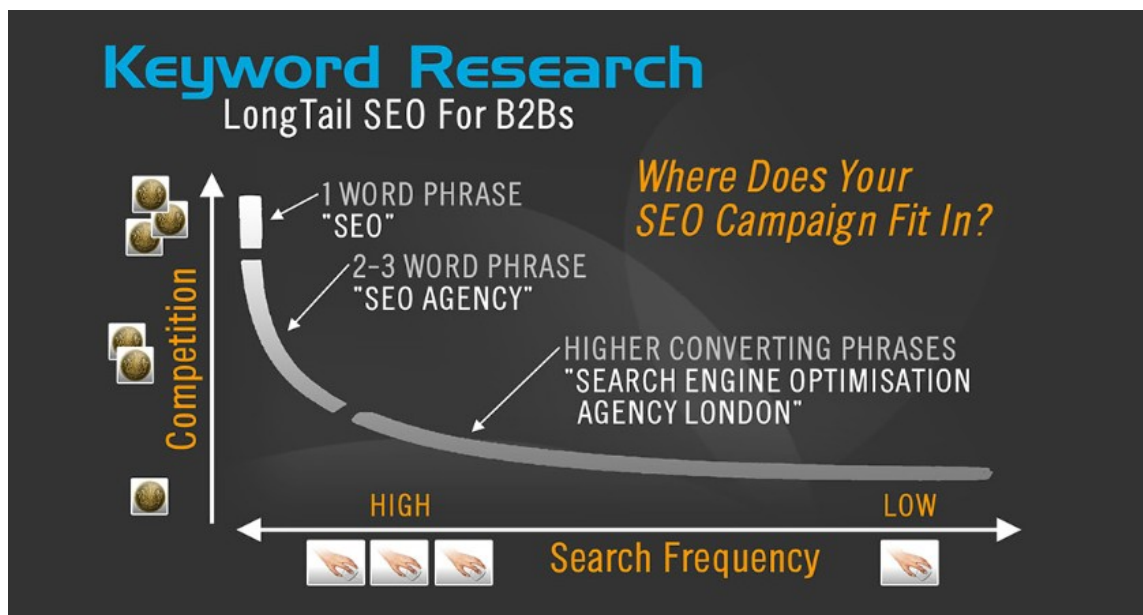 Keyword Research
LongTail SEO For B2Bs
Where Does Your
SEO Campaign Fit In?
1 WORD PHRASE
"SEO"
2-3 WORD PHRASE
"SEO AGENCY"
HIGHER CONVERTING PHRASES
"SEARCH ENGINE OPTIMISATION
AGENCY LONDON"
Competition
HIGH
LOW
Search Frequency